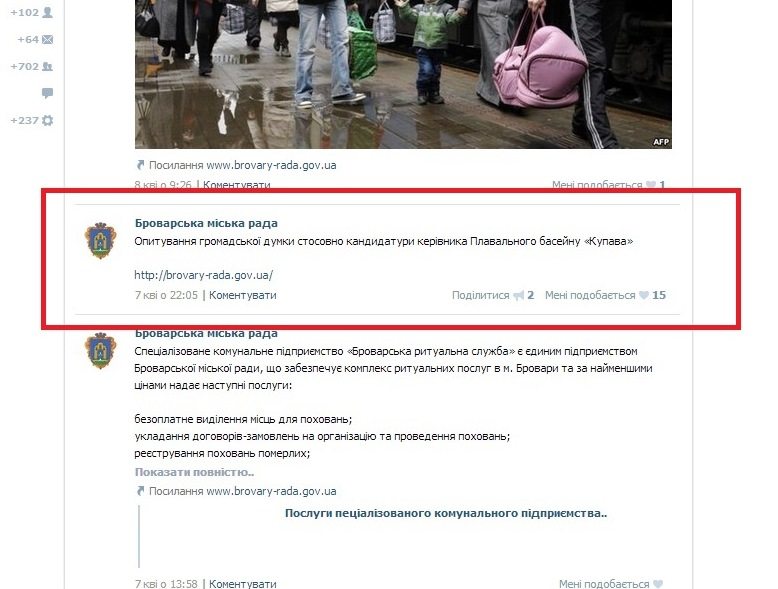 +102
+64
+702
+237
AFP
Посилання www.brovary-rada.gov.ua
8 кві о 9:26 | Коментувати
Мені подобається 1
Броварська міська рада
Опитування громадської думки стосовно кандидатури керівника Плавального басейну «Купава»
http://brovary-rada.gov.ua/
7 кві о 22:05 | Коментувати
Поділитися 2 Мені подобається 15
Броварська міська рада
Спеціалізоване комунальне підприємство «Броварська ритуальна служба» є єдиним підприємством
Броварської міської ради, що забезпечує комплекс ритуальних послуг в м. Бровари та за найменшими
цінами надає наступні послуги:
безоплатне виділення місць для поховань;
укладання договорів-замовлень на організацію та проведення поховань;
реєстрування поховань померлих;
Показати повністю..
Посилання www.brovary-rada.gov.ua
Послуги пеціалізованого комунального підприємства..
7 кві о 13:58 | Коментувати
Мені подобається